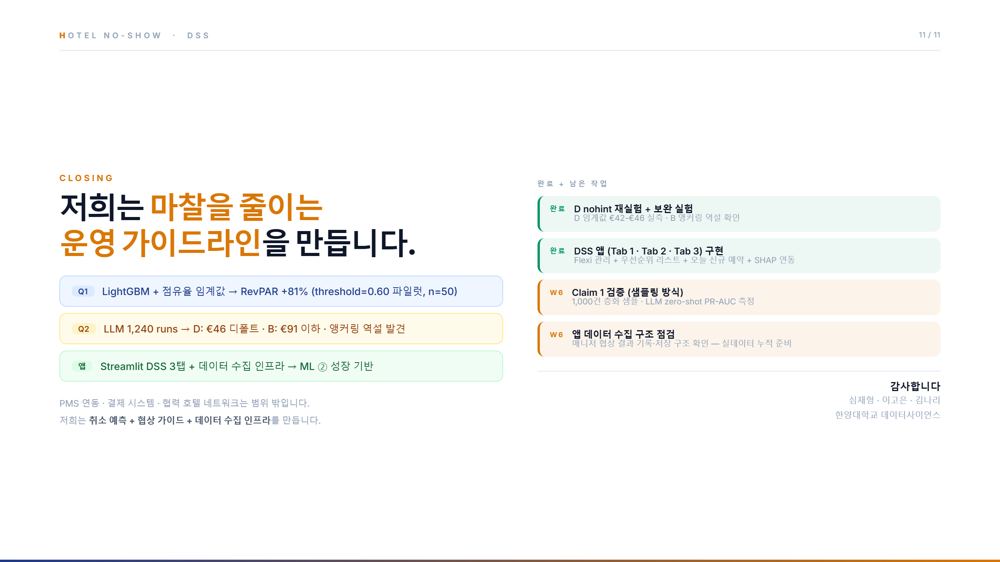 HOTEL NO-SHOW · DSS
11 / 11
CLOSING
저희는 마찰을 줄이는
운영 가이드라인을 만듭니다.
Q1 LightGBM + 점유율 임계값 → RevPAR +81% (threshold=0.60 파일럿, n=50)
Q2 LLM 1,240 runs → D: €46 디폴트 · B: €91 이하 · 앵커링 역설 발견
앱 Streamlit DSS 3탭 + 데이터 수집 인프라 → ML ② 성장 기반
PMS 연동 · 결제 시스템 · 협력 호텔 네트워크는 범위 밖입니다.
저희는 취소 예측 + 협상 가이드 + 데이터 수집 인프라를 만듭니다.
완료 + 남은 작업
완료 D nohint 재실험 + 보완 실험
D 임계값 €42-€46 실측 · B 앵커링 역설 확인
완료 DSS 앱 (Tab 1 · Tab 2 · Tab 3) 구현
Flexi 관리 + 우선순위 리스트 + 오늘 신규 예약 + SHAP 연동
W6 Claim 1 검증 (샘플링 방식)
1,000건 층화 샘플 · LLM zero-shot PR-AUC 측정
W6 앱 데이터 수집 구조 점검
매니저 협상 결과 기록·저장 구조 확인 — 실데이터 누적 준비
감사합니다
심재형 · 이고은 · 김나리
한양대학교 데이터사이언스